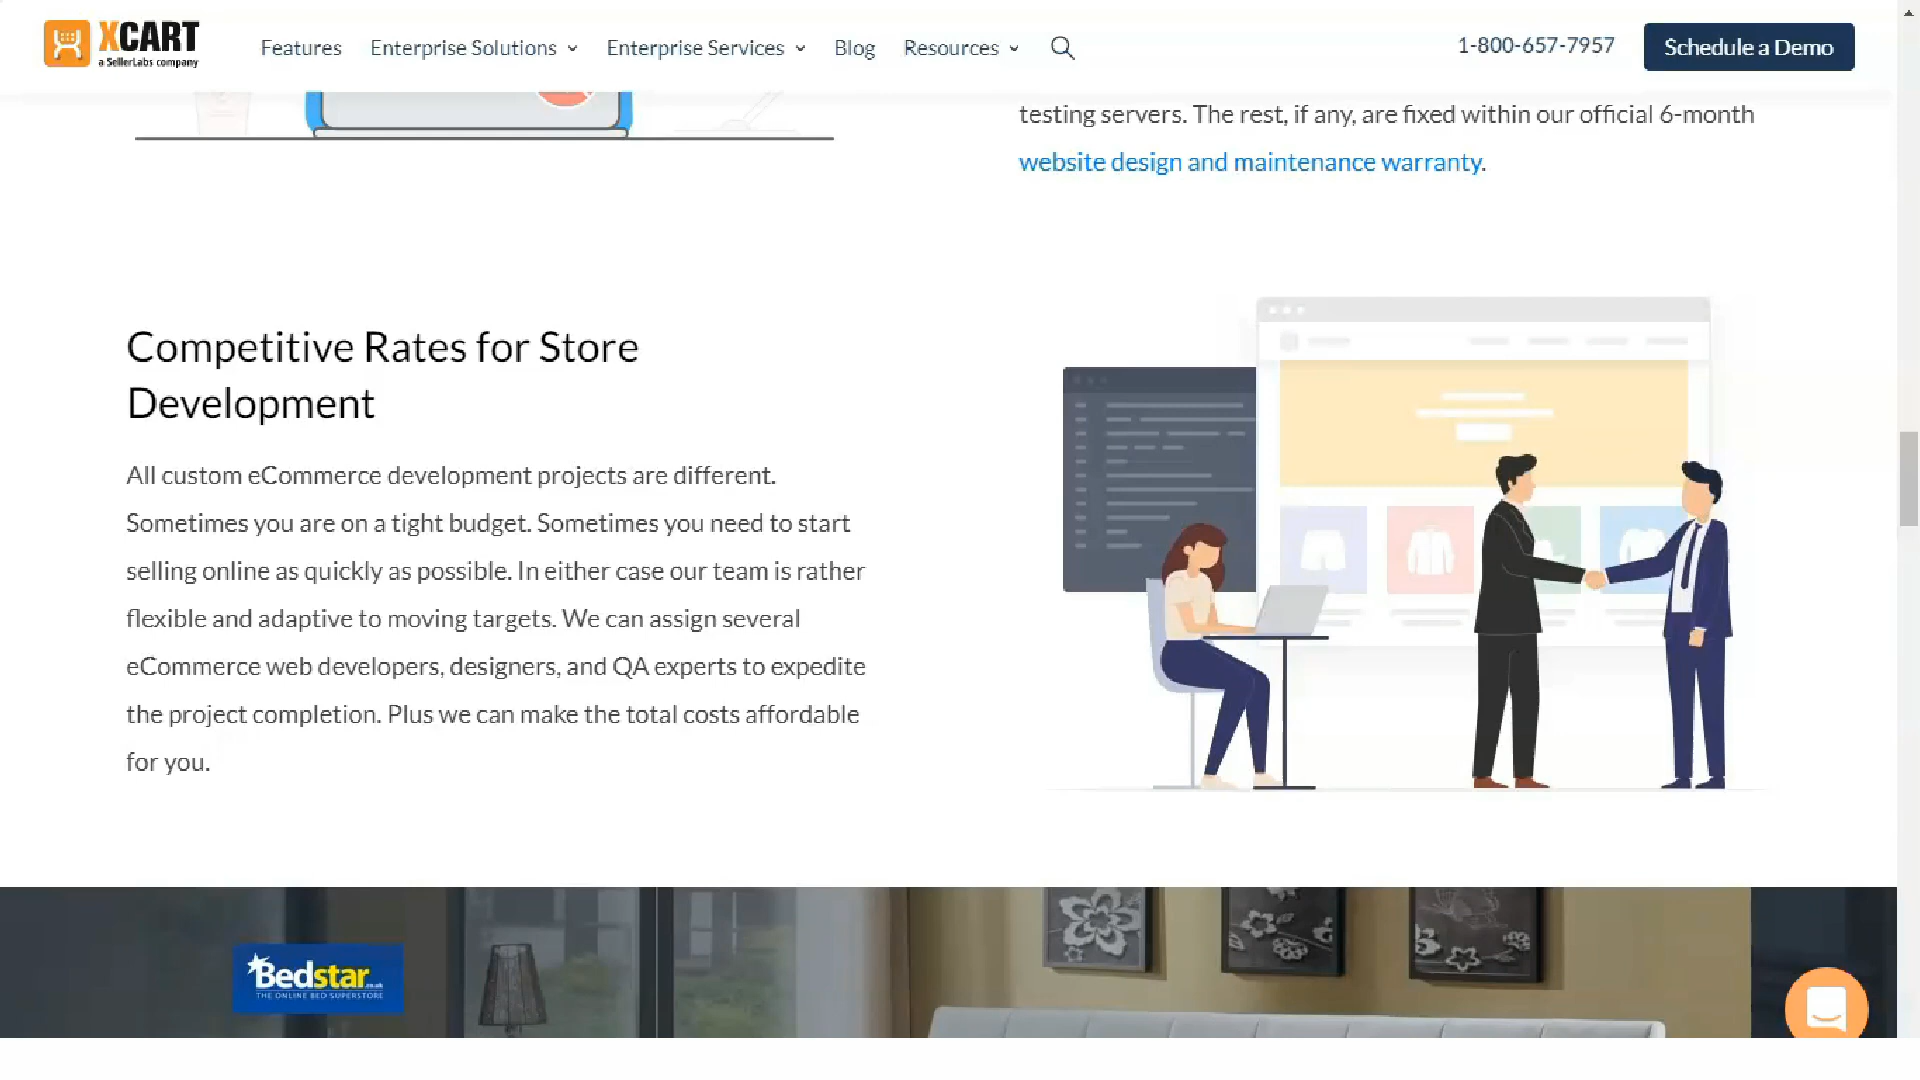 XCART
a SellerLabs company
Features
Enterprise Solutions
Enterprise Services
Blog
Resources
1-800-657-7957
Schedule a Demo
testing servers. The rest, if any, are fixed within our official 6-month
website design and maintenance warranty.
Competitive Rates for Store
Development
All custom eCommerce development projects are different.
Sometimes you are on a tight budget. Sometimes you need to start
selling online as quickly as possible. In either case our team is rather
flexible and adaptive to moving targets. We can assign several
eCommerce web developers, designers, and QA experts to expedite
the project completion. Plus we can make the total costs affordable
for you.
Bedstar.co.uk
THE ONLINE BED SUPERSTORE